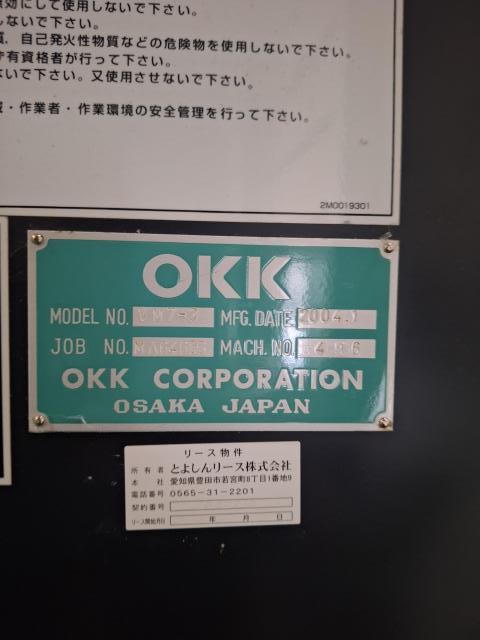 にして使用しないで下さい。
しないで下さい。
、自己発火性物質などの危険物を使用しないで下さい。
有資格者が行って下さい。
ないで下さい。又使用させないで下さい。
・作業者・作業環境の安全管理を行って下さい。
2M0019301
OKK
MODEL NO. MFG. DATE 2004.1
JOB NO. MACH. NO.
OKK CORPORATION
OSAKA JAPAN
リース物件
所有者 とよしんリース株式会社
本社 愛知県豊田市若宮町8丁目1番地9
電話番号 0565-31-2201
契約番号
リース開始月日 年 月 日